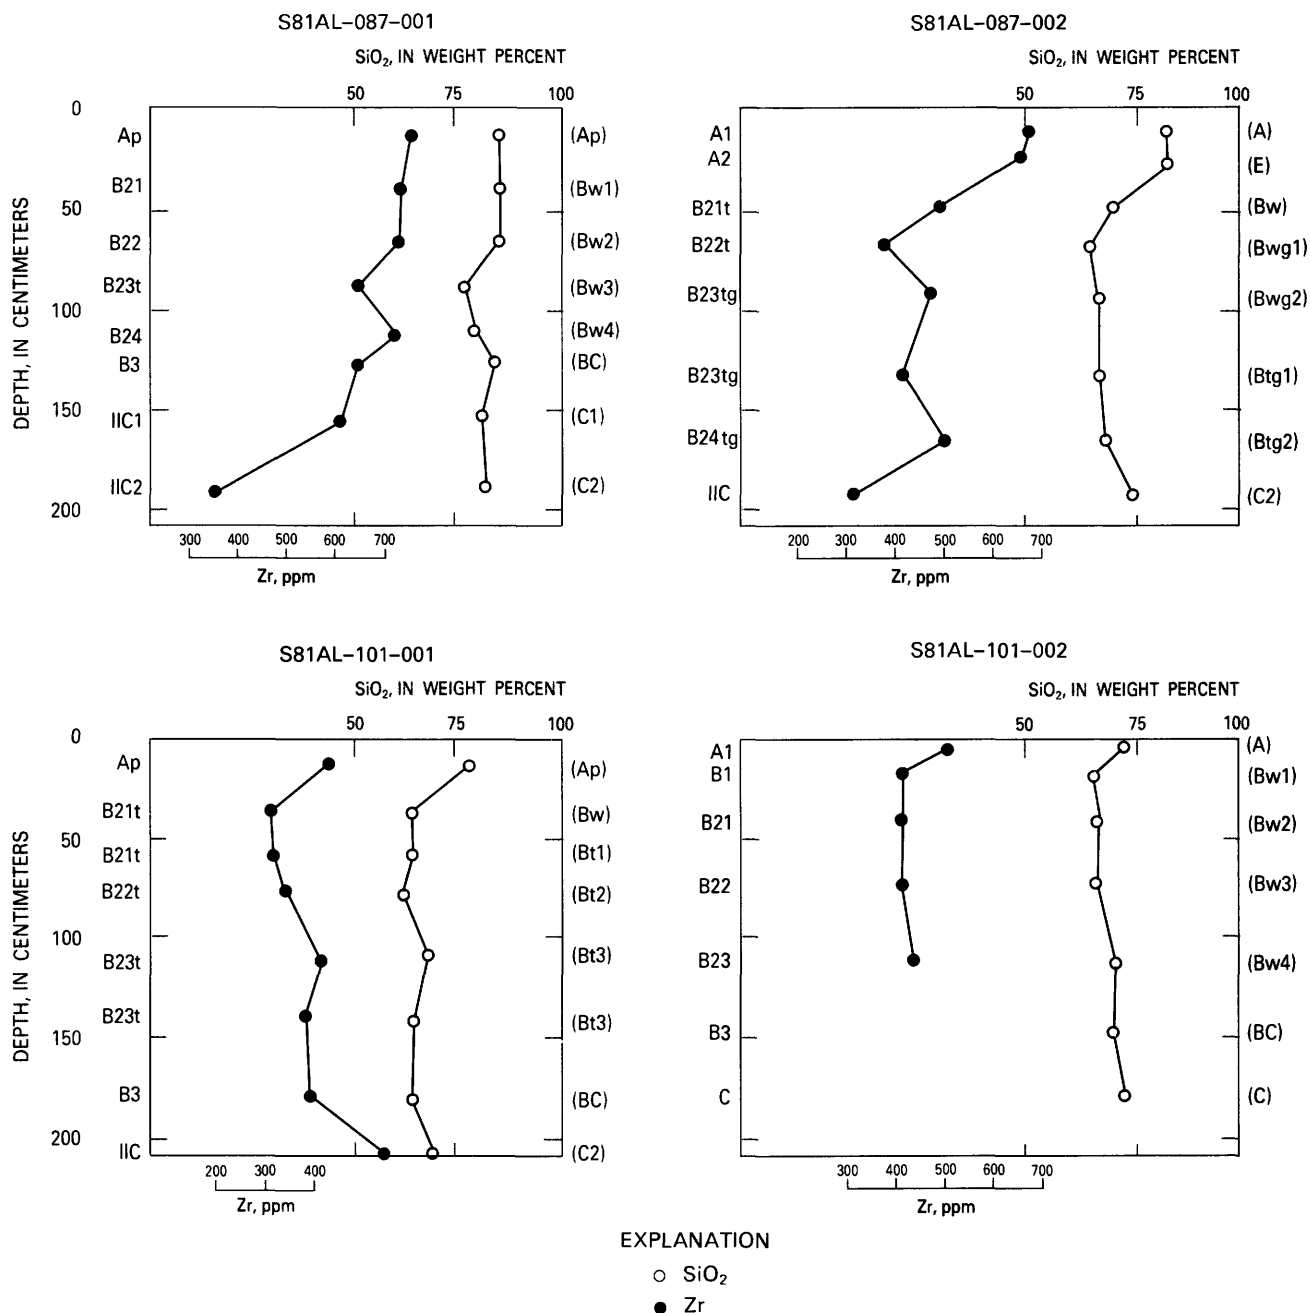 S81AL-087-001
SiO₂, IN WEIGHT PERCENT
50 75 100
DEPTH, IN CENTIMETERS
0
50
100
150
200
Ap
B21
B22
B23t
B24
B3
IIC1
IIC2
(Ap)
(Bw1)
(Bw2)
(Bw3)
(Bw4)
(BC)
(C1)
(C2)
300 400 500 600 700
Zr, ppm
S81AL-087-002
SiO₂, IN WEIGHT PERCENT
50 75 100
A1
A2
B21t
B22t
B23tg
B23tg
B24tg
IIC
(A)
(E)
(Bw)
(Bwg1)
(Bwg2)
(Btg1)
(Btg2)
(C2)
200 300 400 500 600 700
Zr, ppm
S81AL-101-001
SiO₂, IN WEIGHT PERCENT
50 75 100
DEPTH, IN CENTIMETERS
0
50
100
150
200
Ap
B21t
B21t
B22t
B23t
B23t
B3
IIC
(Ap)
(Bw)
(Bt1)
(Bt2)
(Bt3)
(Bt3)
(BC)
(C2)
200 300 400
Zr, ppm
S81AL-101-002
SiO₂, IN WEIGHT PERCENT
50 75 100
A1
B1
B21
B22
B23
B3
C
(A)
(Bw1)
(Bw2)
(Bw3)
(Bw4)
(BC)
(C)
300 400 500 600 700
Zr, ppm
EXPLANATION
SiO₂
Zr